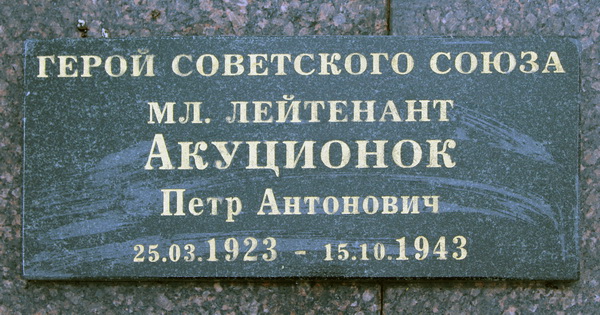 ГЕРОЙ СОВЕТСКОГО СОЮЗА
МЛ. ЛЕЙТЕНАНТ
АКУЦИОНОК
Петр Антонович
25.03.1923 - 15.10.1943